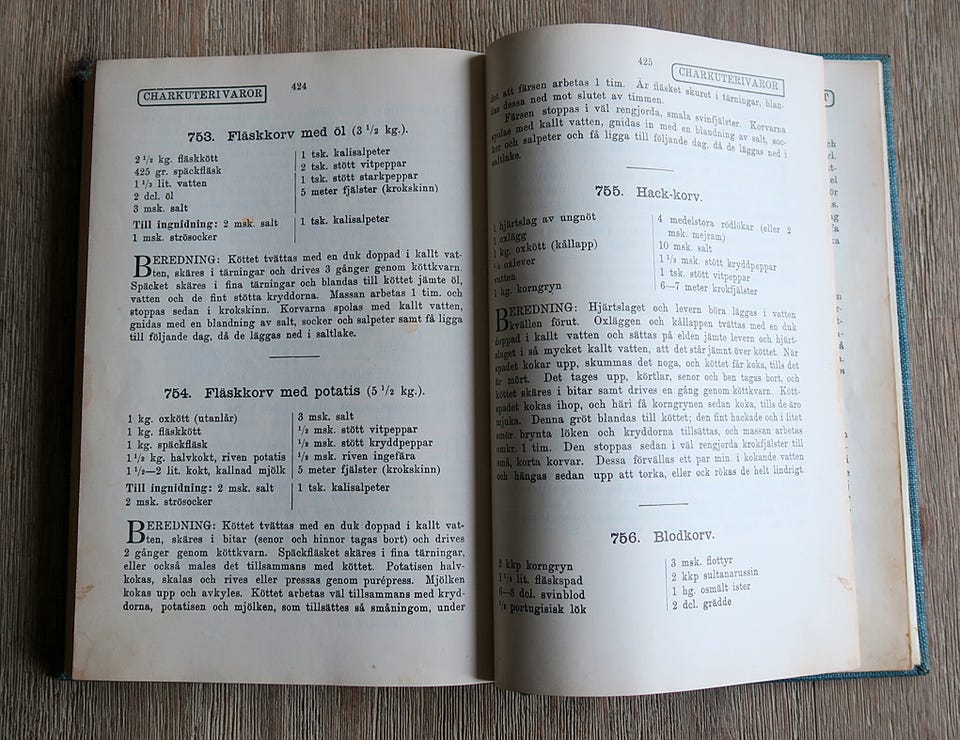 CHARKUTERIVAROR
424
753. Fläskkorv med öl (3 1/2 kg.).
2 1/2 kg. fläskkött
425 gr. späckfläsk
1 1/2 lit. vatten
2 dcl. öl
3 msk. salt
1 tsk. kalisalpeter
2 tsk. stött vitpeppar
1 tsk. stött starkpeppar
5 meter fjälster (krokskinn)
Till ingnidning: 2 msk. salt
1 msk. strösocker
1 tsk. kalisalpeter
BEREDNING: Köttet tvättas med en duk doppad i kallt vat-
ten, skäres i tärningar och drives 3 gånger genom köttkvarn.
Späcket skäres i fina tärningar och blandas till köttet jämte öl,
vatten och de fint stötta kryddorna. Massan arbetas 1 tim. och
stoppas sedan i krokskinn. Korvarna spolas med kallt vatten,
gnidas med en blandning av salt, socker och salpeter samt få ligga
till följande dag, då de läggas ned i saltlake.
754. Fläskkorv med potatis (5 1/2 kg.).
1 kg. oxkött (utanlår)
1 kg. fläskkött
1 kg. späckfläsk
1 1/2 kg. halvkokt, riven potatis
1 1/2—2 lit. kokt, kallnad mjölk
3 msk. salt
1/2 msk. stött vitpeppar
1/2 msk. stött kryddpeppar
1/2 msk. riven ingefära
5 meter fjälster (krokskinn)
Till ingnidning: 2 msk. salt
2 msk. strösocker
1 tsk. kalisalpeter
BEREDNING: Köttet tvättas med en duk doppad i kallt vat-
ten, skäres i bitar (senor och hinnor tagas bort) och drives
2 gånger genom köttkvarn. Späckfläsket skäres i fina tärningar,
eller också males det tillsammans med köttet. Potatisen halv-
kokas, skalas och rives eller pressas genom purépress. Mjölken
kokas upp och avkyles. Köttet arbetas väl tillsammans med kryd-
dorna, potatisen och mjölken, som tillsättes så småningom, under
425
CHARKUTERIVAROR
det att färsen arbetas 1 tim. Är fläsket skuret i tärningar, blan-
das dessa ned mot slutet av timmen.
Färsen stoppas i väl rengjorda, smala svinfjälster. Korvarna
spolas med kallt vatten, gnidas in med en blandning av salt, soc-
ker och salpeter och få ligga till följande dag, då de läggas ned i
saltlake.
755. Hack-korv.
1 hjärtslag av ungnöt
1 oxlägg
1 kg. oxkött (kållapp)
oxlever
vatten
1 kg. korngryn
4 medelstora rödlökar (eller 2
msk. mejram)
10 msk. salt
1 1/2 msk. stött kryddpeppar
1 tsk. stött vitpeppar
6—7 meter krokfjälster
BEREDNING: Hjärtslaget och levern böra läggas i vatten
kvällen förut. Oxläggen och kållappen tvättas med en duk
doppad i kallt vatten och sättas på elden jämte levern och hjärt-
slaget i så mycket kallt vatten, att det står jämnt över köttet. När
spadet kokar upp, skummas det noga, och köttet får koka, tills det
är mört. Det tages upp, körtlar, senor och ben tagas bort, och
köttet skäres i bitar samt drives en gång genom köttkvarn. Kött-
spadet kokas ihop, och häri få korngrynen sedan koka, tills de äro
mjuka. Denna gröt blandas till köttet; den fint hackade och i litet
smör brynta löken och kryddorna tillsättas, och massan arbetas
omkr. 1 tim. Den stoppas sedan i väl rengjorda krokfjälster till
små, korta korvar. Dessa förvällas ett par min. i kokande vatten
och hängas sedan upp att torka, eller ock rökas de helt lindrigt.
756. Blodkorv.
2 kkp korngryn
1 1/2 lit. fläskspad
6—8 dcl. svinblod
1/2 portugisisk lök
3 msk. flottyr
2 kkp sultanarussin
1 hg. osmält ister
2 dcl. grädde